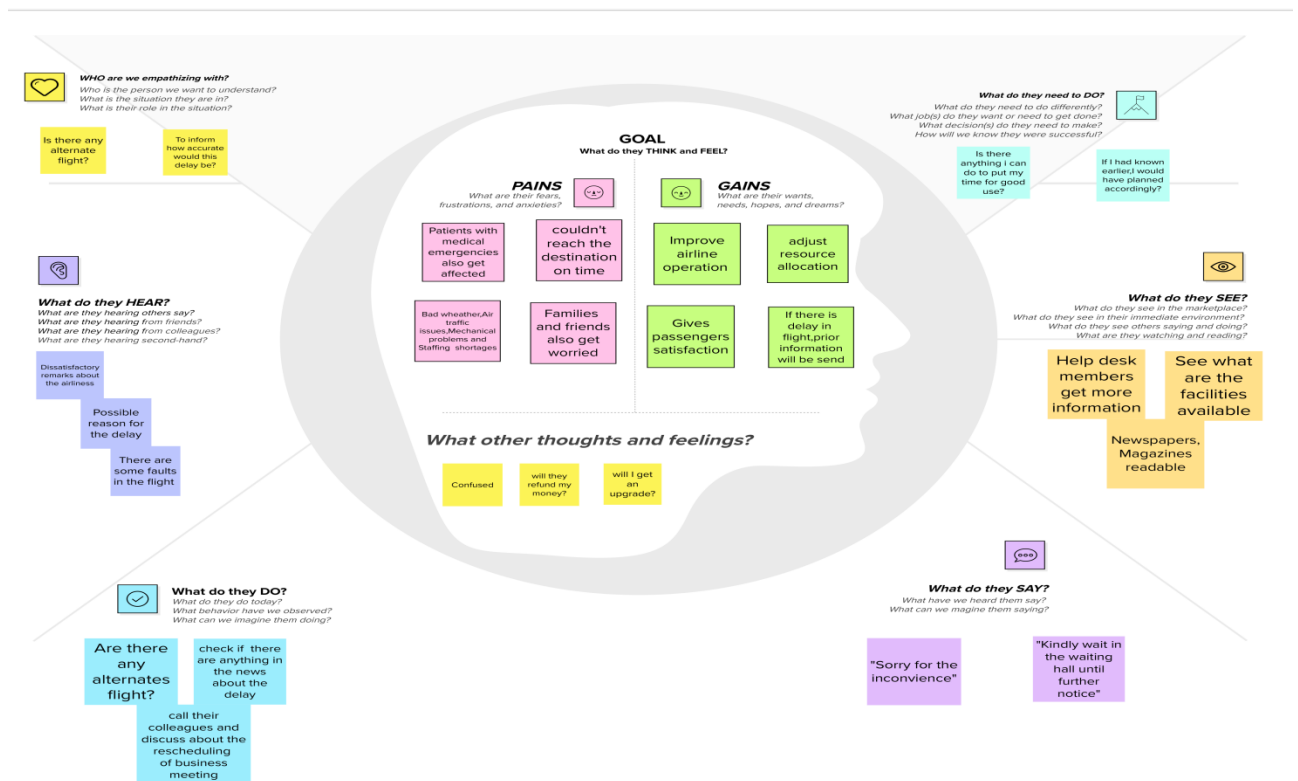 WHO are we empathizing with?
Who is the person we want to understand?
What is the situation they are in?
What is their role in the situation?
Is there any
alternate
flight?
To inform
how accurate
would this
delay be?
What do they HEAR?
What are they hearing others say?
What are they hearing from friends?
What are they hearing from colleagues?
What are they hearing second-hand?
Dissatisfactory
remarks about
the airliness
Possible
reason for
the delay
There are
some faults
in the flight
What do they DO?
What do they do today?
What behavior have we observed?
What can we imagine them doing?
Are there
any
alternates
flight?
check if there
are anything in
the news
about the
delay
call their
colleagues and
discuss about the
rescheduling
of business
meeting
GOAL
What do they THINK and FEEL?
PAINS
What are their fears,
frustrations, and anxieties?
Patients with
medical
emergencies
also get
affected
couldn't
reach the
destination
on time
Bad wheather,Air
traffic
issues,Mechanical
problems and
Staffing shortages
Families
and friends
also get
worried
GAINS
What are their wants,
needs, hopes, and dreams?
Improve
airline
operation
adjust
resource
allocation
Gives
passengers
satisfaction
If there is
delay in
flight,prior
information
will be send
What other thoughts and feelings?
Confused
will they
refund my
money?
will I get
an
upgrade?
What do they need to DO?
What do they need to do differently?
What job(s) do they want or need to get done?
What decision(s) do they need to make?
How will we know they were successful?
Is there
anything i can
do to put my
time for good
use?
If I had known
earlier,I would
have planned
accordingly?
What do they SEE?
What do they see in the marketplace?
What do they see in their immediate environment?
What do they see others saying and doing?
What are they watching and reading?
Help desk
members
get more
information
See what
are the
facilities
available
Newspapers,
Magazines
readable
What do they SAY?
What have we heard them say?
What can we magine them saying?
"Sorry for the
inconvience"
"Kindly wait in
the waiting
hall until
further
notice"